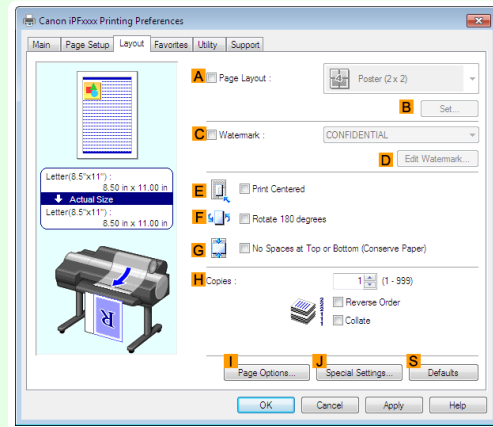 Canon iPFxxxx Printing Preferences
Main Page Setup Layout Favorites Utility Support
A Page Layout : Poster (2 x 2)
B Set...
C Watermark : CONFIDENTIAL
D Edit Watermark...
Letter(8.5"x11") :
8.50 in x 11.00 in
Actual Size
Letter(8.5"x11") :
8.50 in x 11.00 in
E Print Centered
F Rotate 180 degrees
G No Spaces at Top or Bottom (Conserve Paper)
H Copies : 1 (1 - 999)
Reverse Order
Collate
R
I J S
Page Options... Special Settings... Defaults
OK Cancel Apply Help